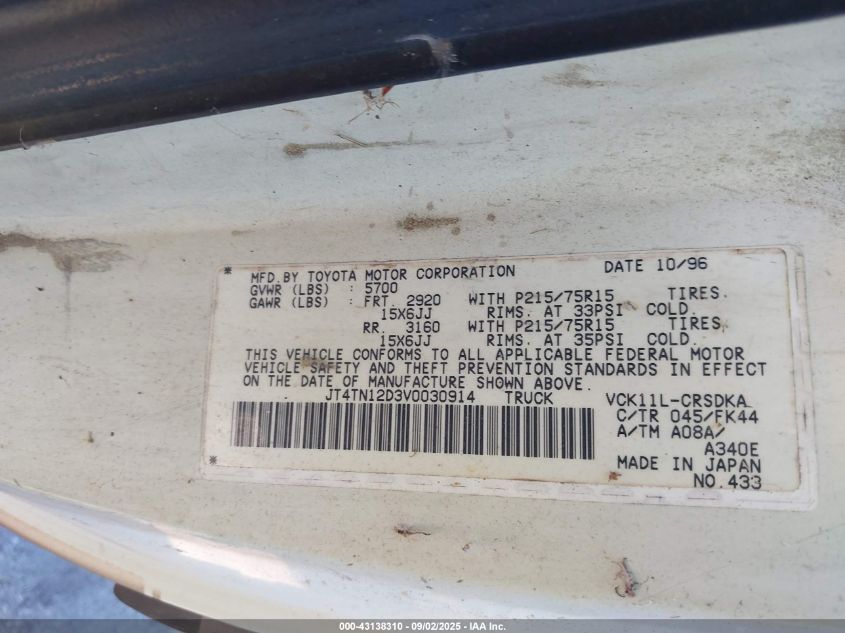 * MFD. BY TOYOTA MOTOR CORPORATION DATE 10/96
GVWR (LBS) : 5700
GAWR (LBS) : FRT. 2920 WITH P215/75R15 TIRES.
15X6JJ RIMS. AT 33PSI COLD.
RR. 3160 WITH P215/75R15 TIRES.
15X6JJ RIMS. AT 35PSI COLD.
THIS VEHICLE CONFORMS TO ALL APPLICABLE FEDERAL MOTOR
VEHICLE SAFETY AND THEFT PREVENTION STANDARDS IN EFFECT
ON THE DATE OF MANUFACTURE SHOWN ABOVE.
JT4TN12D3V0030914 TRUCK VCK11L-CRSDKA
C/TR 045/FK44
A/TM A08A/
A340E
* MADE IN JAPAN
NO. 433
000-43138310 - 09/02/2025 - IAA Inc.